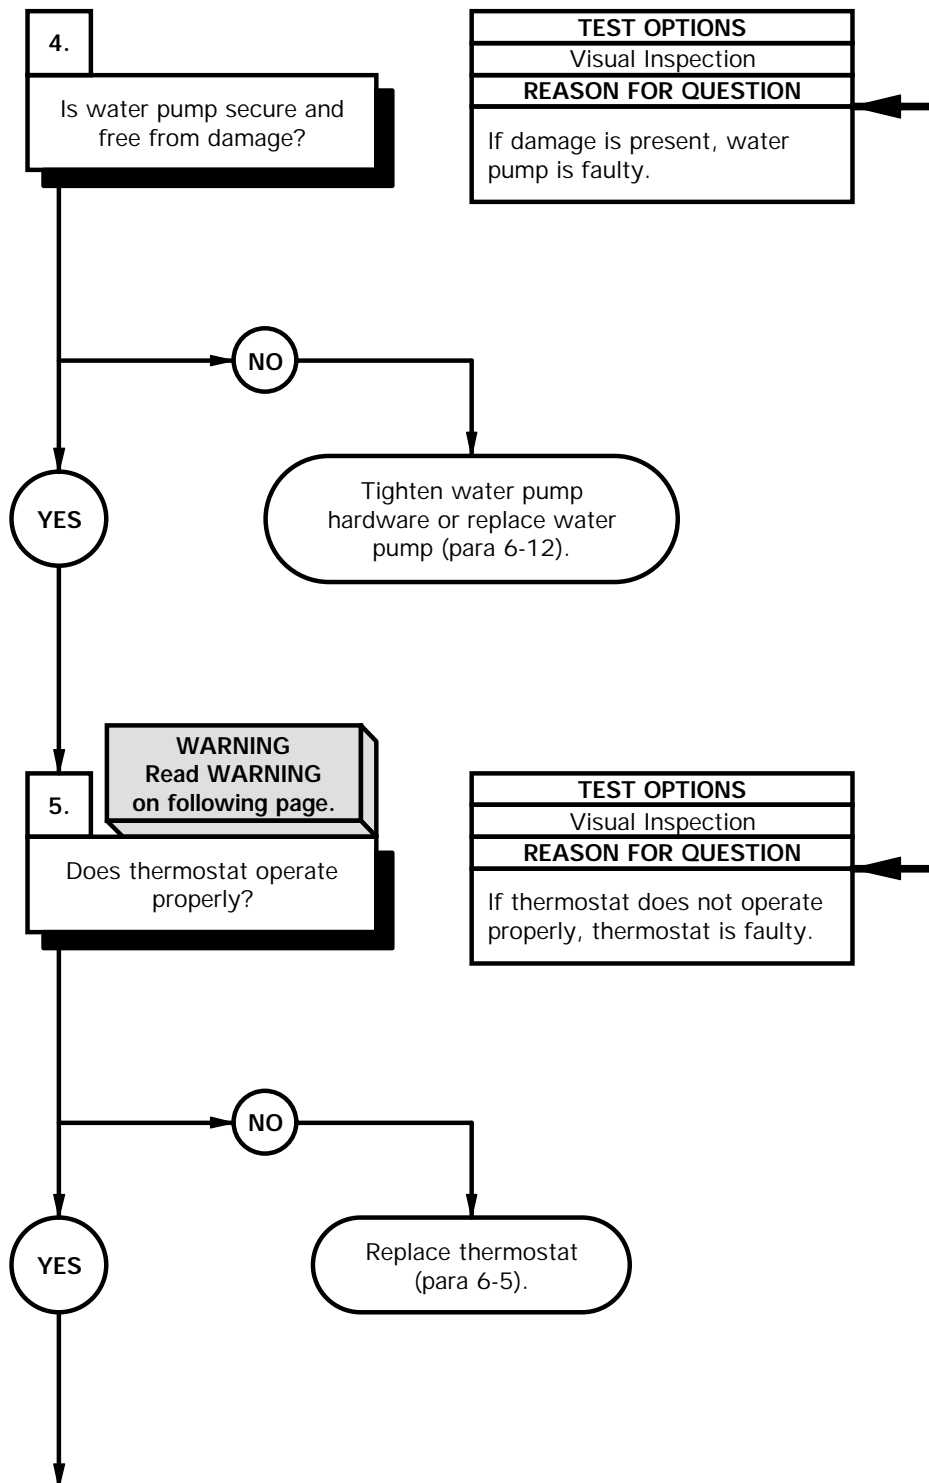 4.
Is water pump secure and
free from damage?
TEST OPTIONS
Visual Inspection
REASON FOR QUESTION
If damage is present, water
pump is faulty.
NO
YES
Tighten water pump
hardware or replace water
pump (para 6-12).
WARNING
Read WARNING
on following page.
5.
Does thermostat operate
properly?
TEST OPTIONS
Visual Inspection
REASON FOR QUESTION
If thermostat does not operate
properly, thermostat is faulty.
NO
YES
Replace thermostat
(para 6-5).